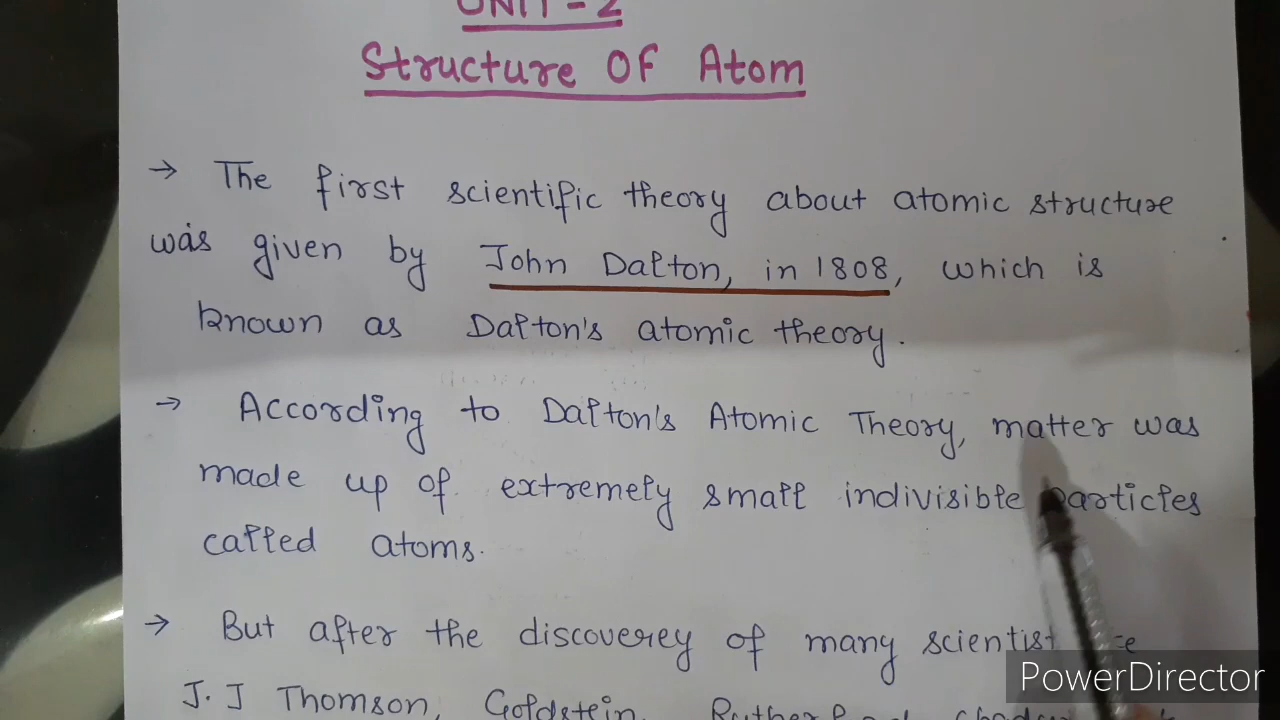 UNIT - 2
Structure Of Atom
→ The first scientific theory about atomic structure
was given by John Dalton, in 1808, which is
known as Dalton's atomic theory.
→ According to Dalton's Atomic Theory, matter was
made up of extremely small indivisible particles
called atoms.
→ But after the discoverey of many scientist
J. J Thomson, Goldstein,
PowerDirector